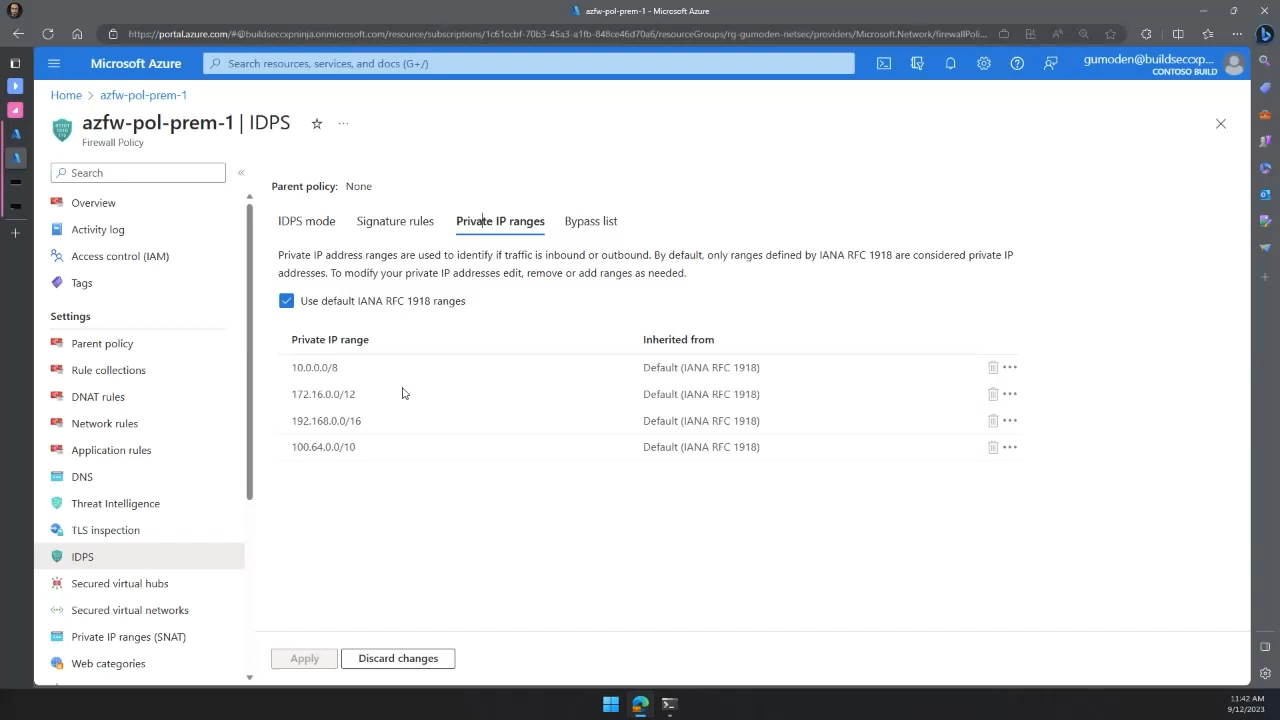 azfw-pol-prem-1 - Microsoft Azure
https://portal.azure.com/#@buildseccxpninja.onmicrosoft.com/resource/subscriptions/1c61ccbf-70b3-45a3-a1fb-848ce46d70a6/resourceGroups/rg-gumoden-netsec/providers/Microsoft.Network/firewallPoli...
Microsoft Azure
Search resources, services, and docs (G+/)
gumoden@buildseccxp...
CONTOSO BUILD
Home > azfw-pol-prem-1
azfw-pol-prem-1 | IDPS
Firewall Policy
Search
Overview
Activity log
Access control (IAM)
Tags
Settings
Parent policy
Rule collections
DNAT rules
Network rules
Application rules
DNS
Threat Intelligence
TLS inspection
IDPS
Secured virtual hubs
Secured virtual networks
Private IP ranges (SNAT)
Web categories
Parent policy: None
IDPS mode Signature rules Private IP ranges Bypass list
Private IP address ranges are used to identify if traffic is inbound or outbound. By default, only ranges defined by IANA RFC 1918 are considered private IP
addresses. To modify your private IP addresses edit, remove or add ranges as needed.
Use default IANA RFC 1918 ranges
Private IP range Inherited from
10.0.0.0/8 Default (IANA RFC 1918)
172.16.0.0/12 Default (IANA RFC 1918)
192.168.0.0/16 Default (IANA RFC 1918)
100.64.0.0/10 Default (IANA RFC 1918)
Apply Discard changes
11:42 AM
9/12/2023